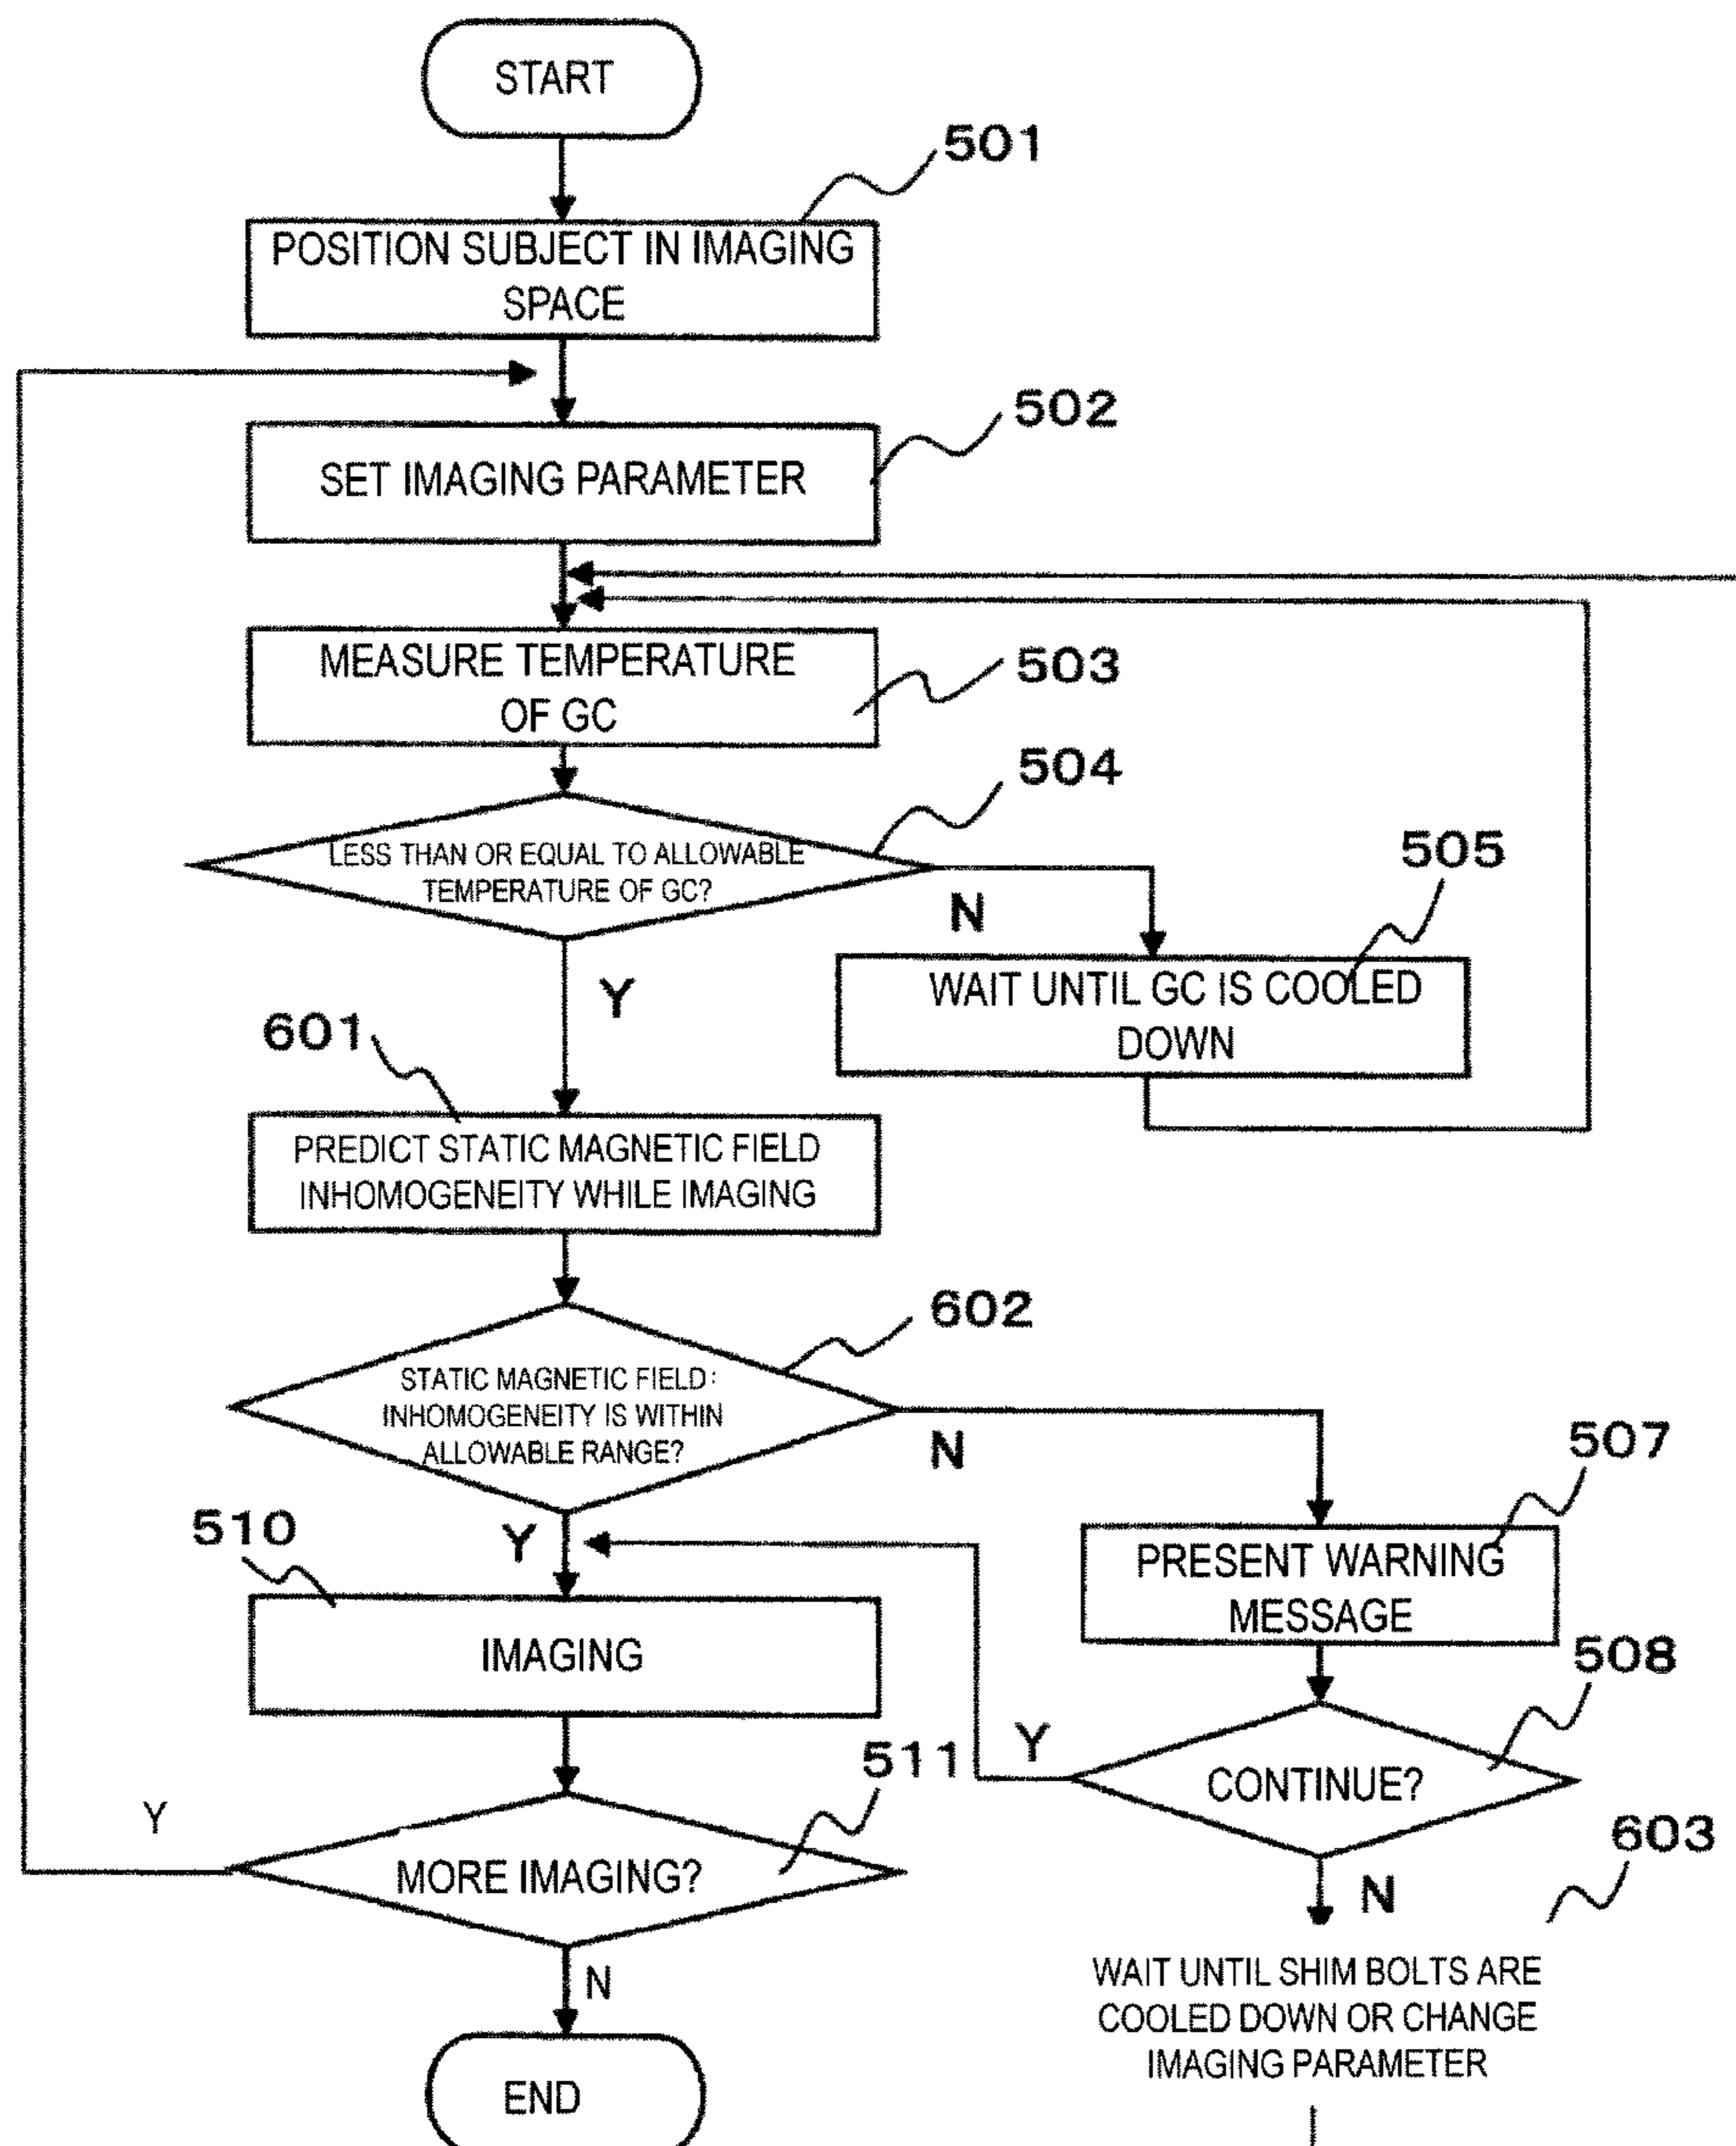 START
501
POSITION SUBJECT IN IMAGING
SPACE
502
SET IMAGING PARAMETER
MEASURE TEMPERATURE
OF GC
503
504
LESS THAN OR EQUAL TO ALLOWABLE
TEMPERATURE OF GC?
N
505
WAIT UNTIL GC IS COOLED
DOWN
Y
601
PREDICT STATIC MAGNETIC FIELD
INHOMOGENEITY WHILE IMAGING
602
STATIC MAGNETIC FIELD:
INHOMOGENEITY IS WITHIN
ALLOWABLE RANGE?
N
507
PRESENT WARNING
MESSAGE
Y
510
IMAGING
508
CONTINUE?
Y
N
511
MORE IMAGING?
Y
N
603
WAIT UNTIL SHIM BOLTS ARE
COOLED DOWN OR CHANGE
IMAGING PARAMETER
END